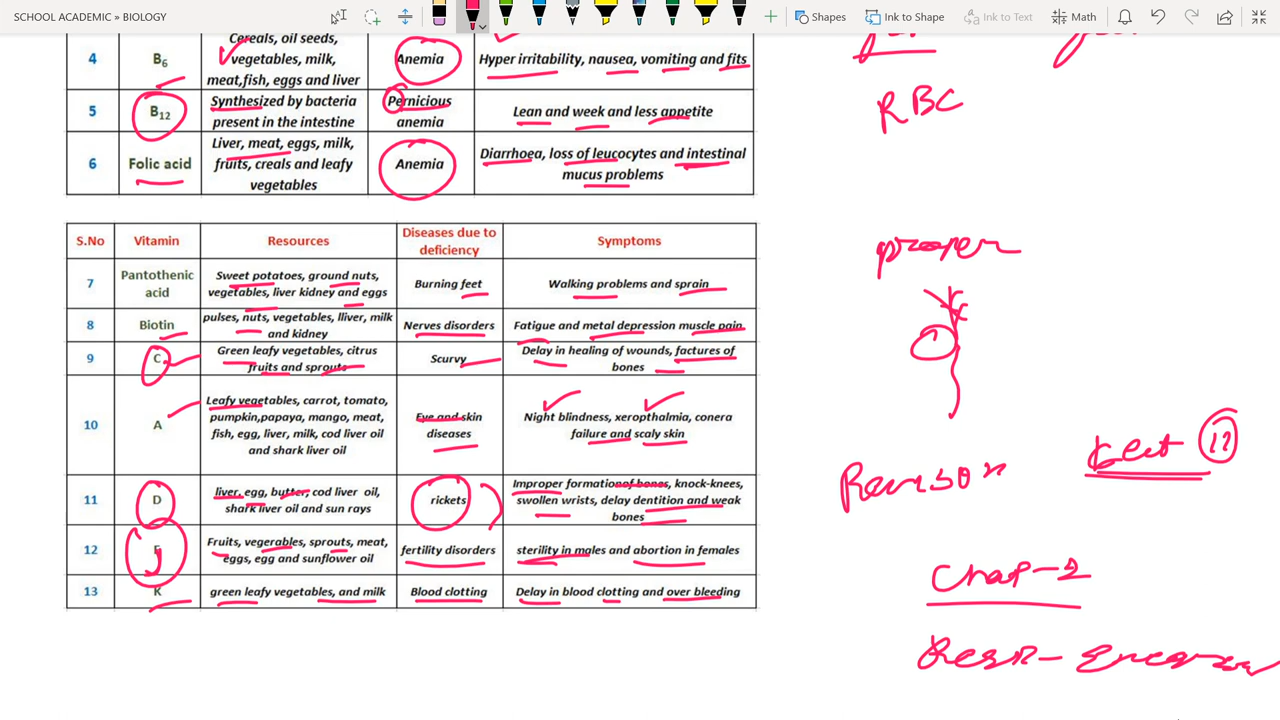 SCHOOL ACADEMIC » BIOLOGY
Shapes
Ink to Shape
Ink to Text
Math
4
B6
Cereals, oil seeds,
vegetables, milk,
meat,fish, eggs and liver
Anemia
Hyper irritability, nausea, vomiting and fits
5
B12
Synthesized by bacteria
present in the intestine
Pernicious
anemia
Lean and week and less appetite
6
Folic acid
Liver, meat, eggs, milk,
fruits, creals and leafy
vegetables
Anemia
Diarrhoea, loss of leucocytes and intestinal
mucus problems
S.No
Vitamin
Resources
Diseases due to
deficiency
Symptoms
7
Pantothenic
acid
Sweet potatoes, ground nuts,
vegetables, liver kidney and eggs
Burning feet
Walking problems and sprain
8
Biotin
pulses, nuts, vegetables, lliver, milk
and kidney
Nerves disorders
Fatigue and metal depression muscle pain
9
C
Green leafy vegetables, citrus
fruits and sprouts
Scurvy
Delay in healing of wounds, factures of
bones
10
A
Leafy vegetables, carrot, tomato,
pumpkin,papaya, mango, meat,
fish, egg, liver, milk, cod liver oil
and shark liver oil
Eye and skin
diseases
Night blindness, xeropthalmia, conera
failure and scaly skin
11
D
liver, egg, butter, cod liver oil,
shark liver oil and sun rays
rickets
Improper formationof bones, knock-knees,
swollen wrists, delay dentition and weak
bones
12
E
Fruits, vegerables, sprouts, meat,
eggs, egg and sunflower oil
fertility disorders
sterility in males and abortion in females
13
K
green leafy vegetables, and milk
Blood clotting
Delay in blood clotting and over bleeding
RBC
proper
Chap-2